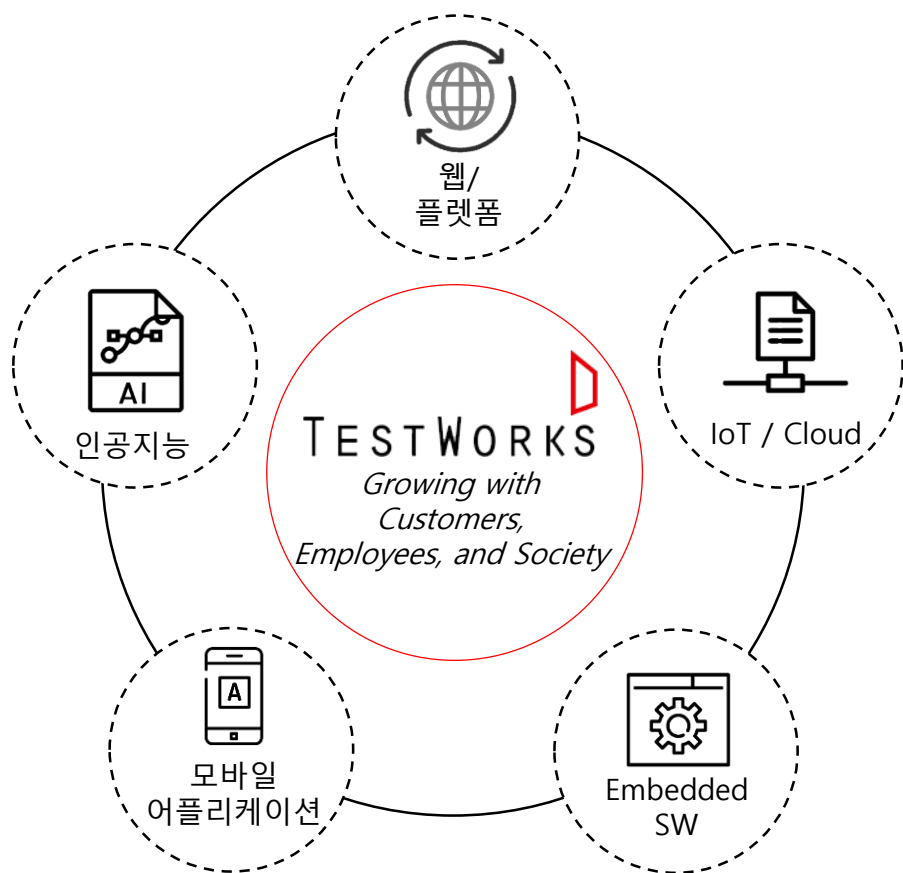 웹/
플렛폼
AI
인공지능
IoT / Cloud
TESTWORKS
Growing with
Customers,
Employees, and Society
A
모바일
어플리케이션
Embedded
SW